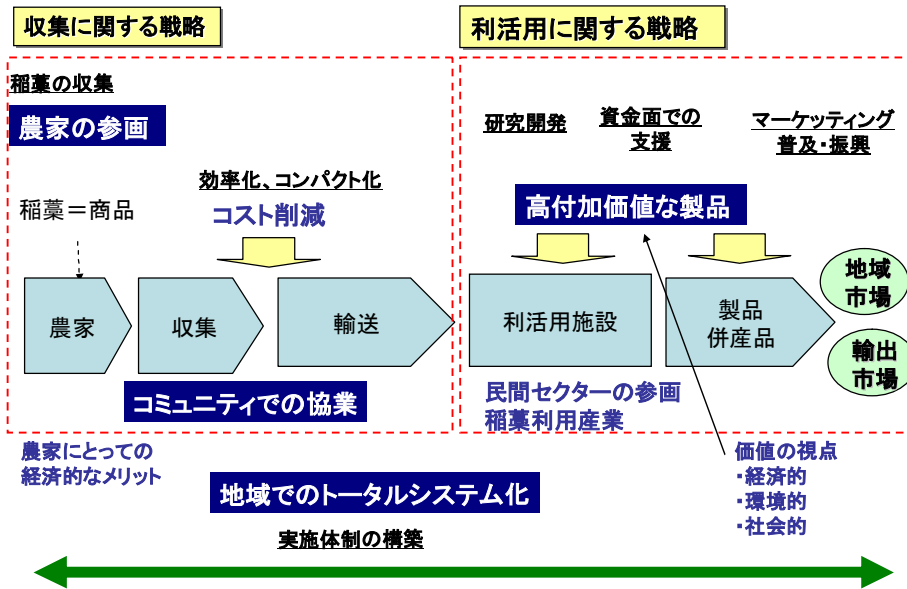 収集に関する戦略
利活用に関する戦略
稲藁の収集
農家の参画
研究開発
資金面での
支援
マーケッティング
普及・振興
効率化、コンパクト化
コスト削減
稲藁＝商品
高付加価値な製品
農家
収集
輸送
利活用施設
製品
併産品
地域
市場
輸出
市場
コミュニティでの協業
民間セクターの参画
稲藁利用産業
農家にとっての
経済的なメリット
価値の視点
・経済的
・環境的
・社会的
地域でのトータルシステム化
実施体制の構築